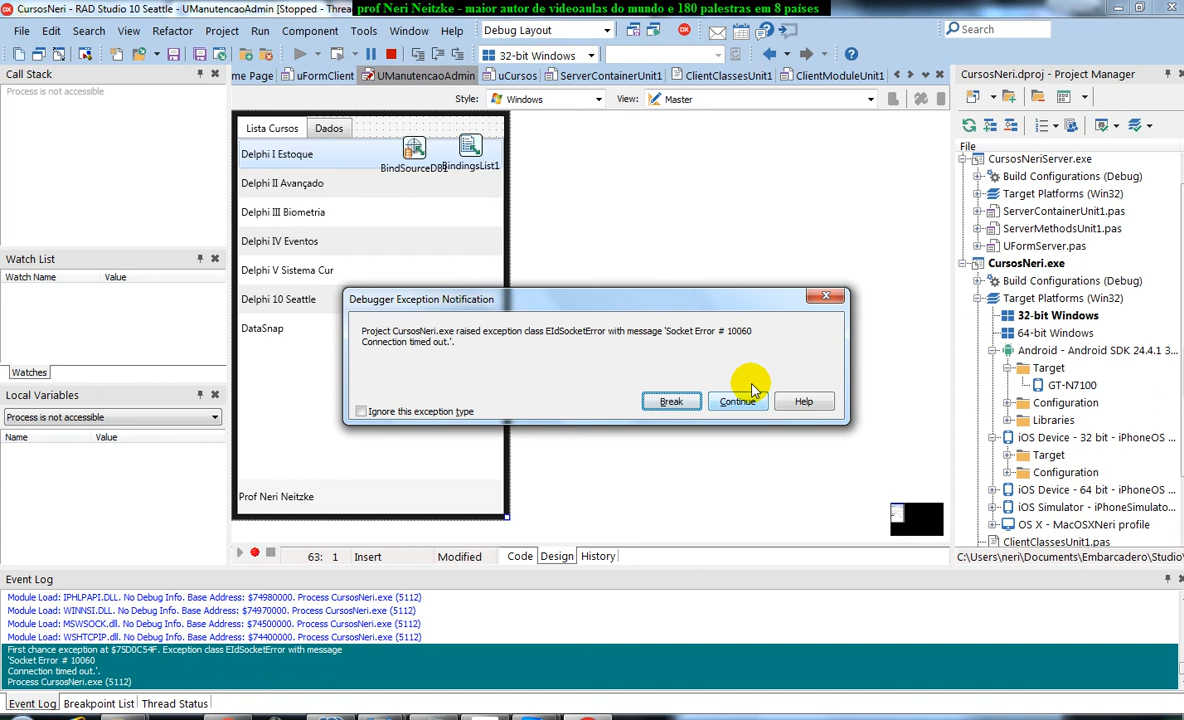 CursosNeri - RAD Studio 10 Seattle - UManutencaoAdmin [Stopped - Threa
prof Neri Neitzke - maior autor de videoaulas do mundo e 180 palestras em 8 países
File Edit Search View Refactor Project Run Component Tools Window Help
Debug Layout
Search
32-bit Windows
Call Stack
Process is not accessible
me Page uFormClient UManutencaoAdmin uCursos ServerContainerUnit1 ClientClassesUnit1 ClientModuleUnit1
Style: Windows View: Master
Lista Cursos Dados
Delphi I Estoque
BindSourceDB1
BindingsList1
Delphi II Avançado
Delphi III Biometria
Delphi IV Eventos
Delphi V Sistema Cur
Delphi 10 Seattle
DataSnap
Prof Neri Neitzke
Watch List
Watch Name Value
Watches
Local Variables
Process is not accessible
Name Value
Debugger Exception Notification
Project CursosNeri.exe raised exception class EIdSocketError with message 'Socket Error # 10060
Connection timed out.'.
Break Continue Help
Ignore this exception type
63: 1 Insert Modified Code Design History
CursosNeri.dproj - Project Manager
File
CursosNeriServer.exe
Build Configurations (Debug)
Target Platforms (Win32)
ServerContainerUnit1.pas
ServerMethodsUnit1.pas
UFormServer.pas
CursosNeri.exe
Build Configurations (Debug)
Target Platforms (Win32)
32-bit Windows
64-bit Windows
Android - Android SDK 24.4.1 3...
Target
GT-N7100
Configuration
Libraries
iOS Device - 32 bit - iPhoneOS ...
Target
Configuration
iOS Device - 64 bit - iPhoneOS ...
iOS Simulator - iPhoneSimulato...
OS X - MacOSXNeri profile
ClientClassesUnit1.pas
C:\Users\neri\Documents\Embarcadero\Studio\
Event Log
Module Load: IPHLPAPI.DLL. No Debug Info. Base Address: $74980000. Process CursosNeri.exe (5112)
Module Load: WINNSI.DLL. No Debug Info. Base Address: $74970000. Process CursosNeri.exe (5112)
Module Load: MSWSOCK.dll. No Debug Info. Base Address: $74500000. Process CursosNeri.exe (5112)
Module Load: WSHTCPIP.dll. No Debug Info. Base Address: $74400000. Process CursosNeri.exe (5112)
First chance exception at $75D0C54F. Exception class EIdSocketError with message
'Socket Error # 10060
Connection timed out.'.
Process CursosNeri.exe (5112)
Event Log Breakpoint List Thread Status